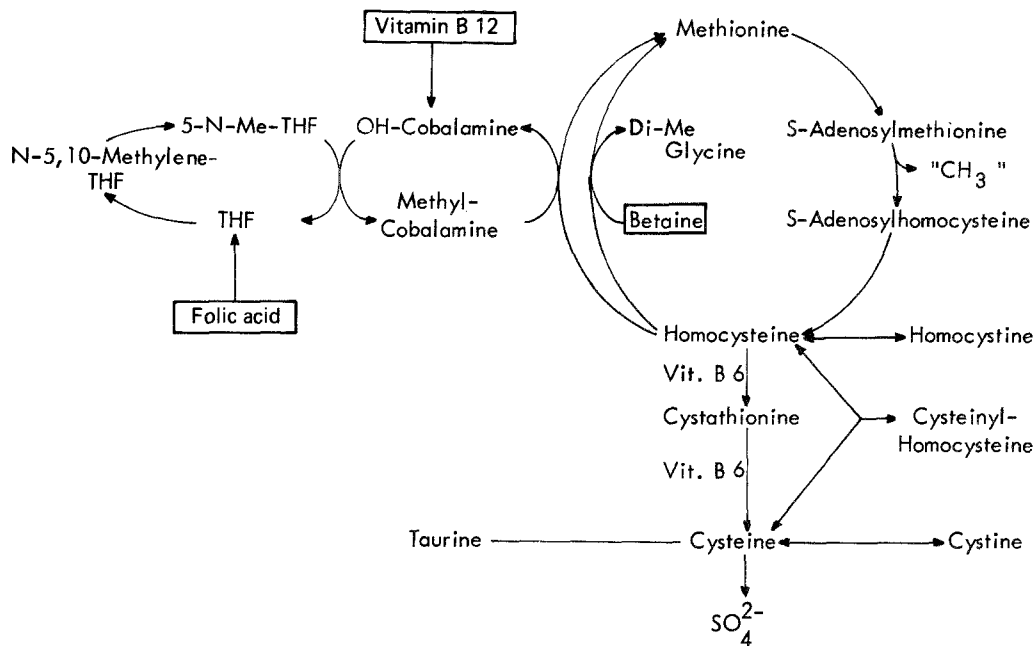 Vitamin B 12
Methionine
5-N-Me-THF
OH-Cobalamine
Di-Me
Glycine
S-Adenosylmethionine
N-5,10-Methylene-
THF
"CH3 "
Methyl-
Cobalamine
THF
Betaine
S-Adenosylhomocysteine
Folic acid
Homocysteine
Homocystine
Vit. B 6
Cystathionine
Cysteinyl-
Homocysteine
Vit. B 6
Taurine
Cysteine
Cystine
SO4 2-